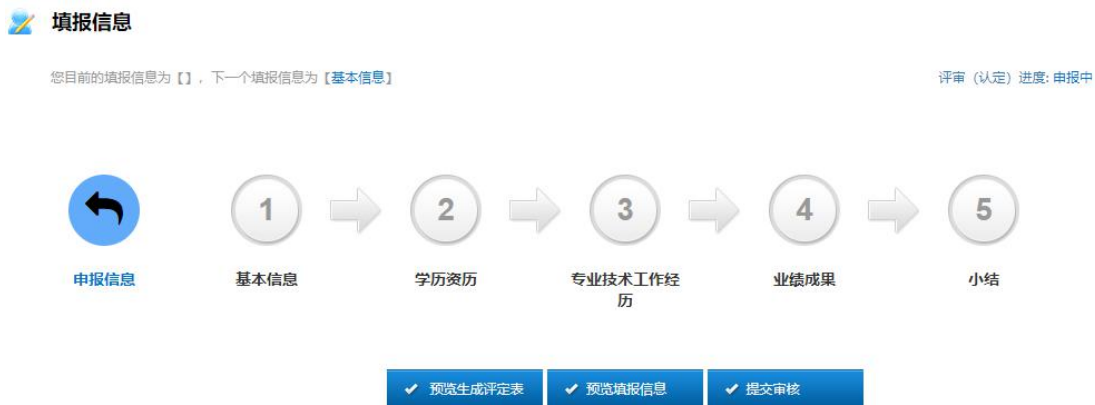 填报信息
您目前的填报信息为【】，下一个填报信息为【基本信息】
评审（认定）进度: 申报中
1
2
3
4
5
申报信息
基本信息
学历资历
专业技术工作经
历
业绩成果
小结
预览生成评定表
预览填报信息
提交审核